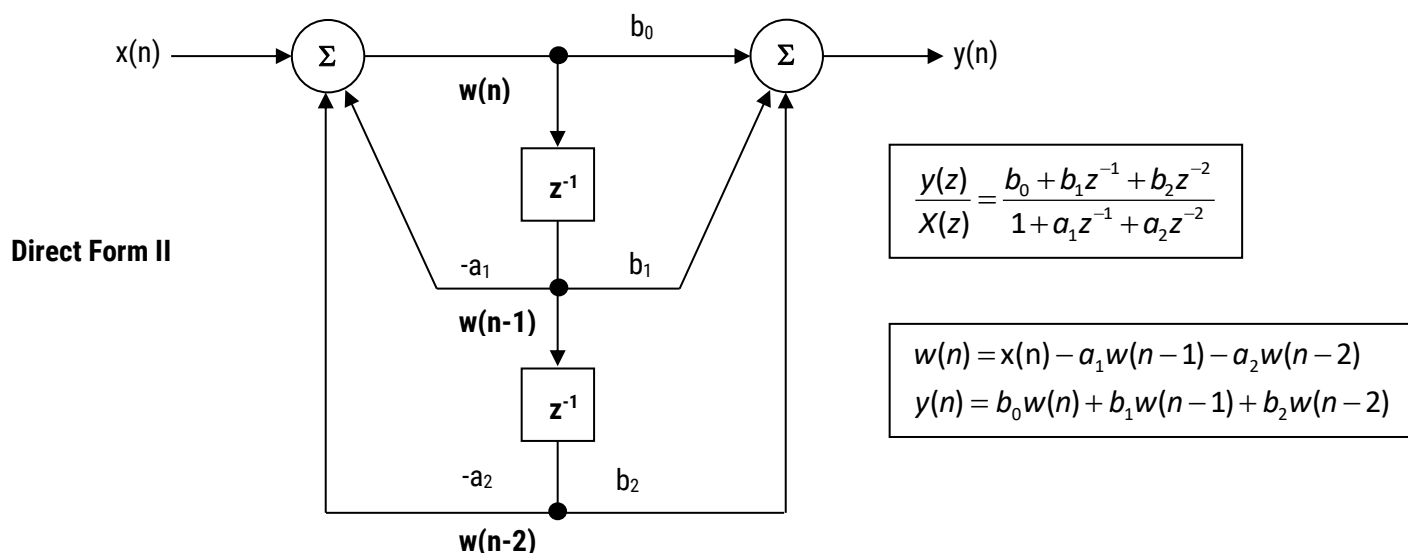 b₀
x(n)
Σ
Σ
y(n)
w(n)
z⁻¹
Direct Form II
-a₁
b₁
w(n-1)
z⁻¹
-a₂
b₂
w(n-2)
y(z)/X(z) = (b₀ + b₁z⁻¹ + b₂z⁻²)/(1 + a₁z⁻¹ + a₂z⁻²)
w(n) = x(n) − a₁w(n − 1) − a₂w(n − 2)
y(n) = b₀w(n) + b₁w(n − 1) + b₂w(n − 2)